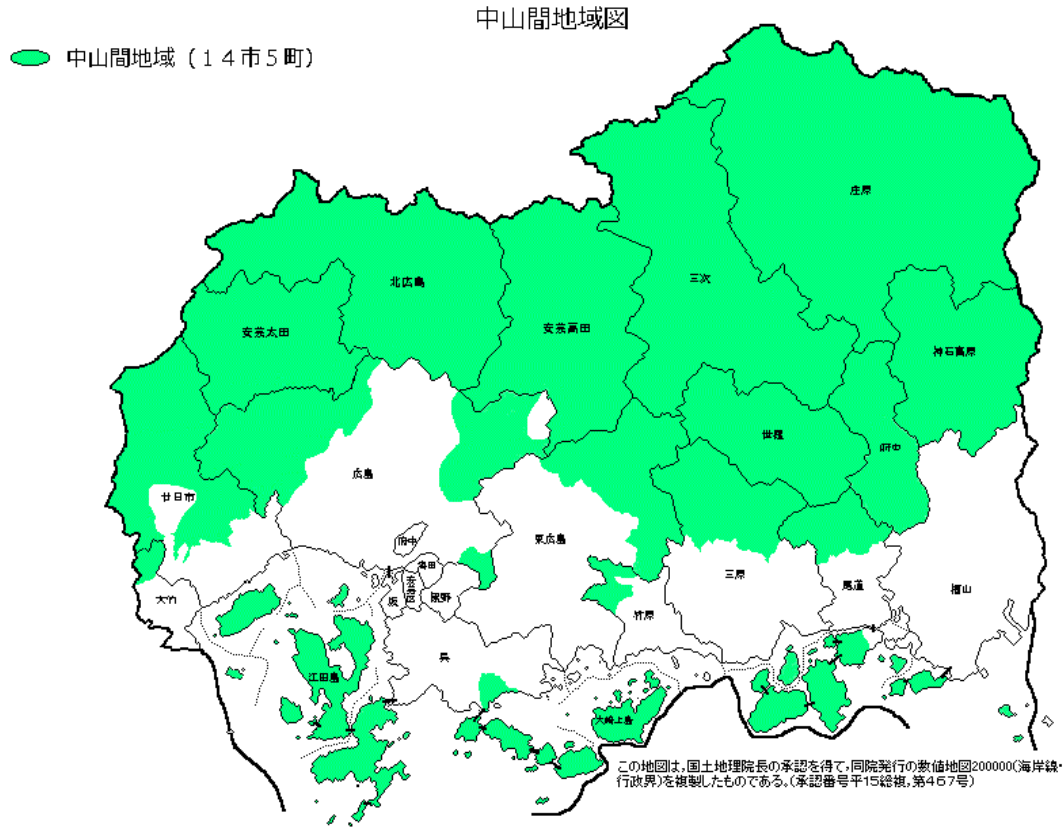 中山間地域図
中山間地域(14市5町)
庄原
三次
北広島
安芸高田
安芸太田
神石高原
世羅
府中
広島
廿日市
府中
東広島
海田
安芸区
熊野
坂
大竹
竹原
三原
尾道
福山
呉
江田島
大崎上島
この地図は,国土地理院長の承認を得て,同院発行の数値地図200000(海岸線・
行政界)を複製したものである。(承認番号平15総複,第467号)